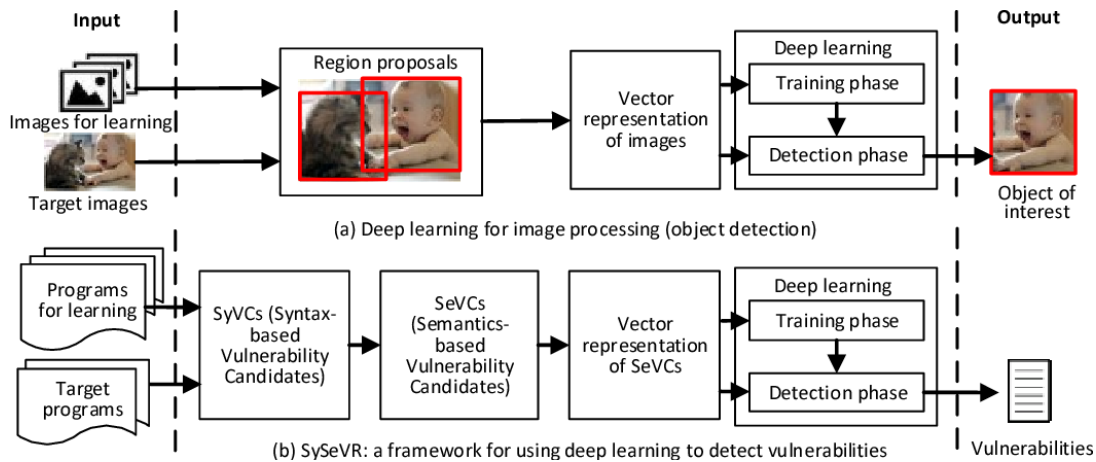 Input
Output
Images for learning
Target images
Region proposals
Vector
representation
of images
Deep learning
Training phase
Detection phase
Object of
interest
(a) Deep learning for image processing (object detection)
Programs
for learning
Target
programs
SyVCs (Syntax-
based
Vulnerability
Candidates)
SeVCs
(Semantics-
based
Vulnerability
Candidates)
Vector
representation
of SeVCs
Deep learning
Training phase
Detection phase
Vulnerabilities
(b) SySeVR: a framework for using deep learning to detect vulnerabilities